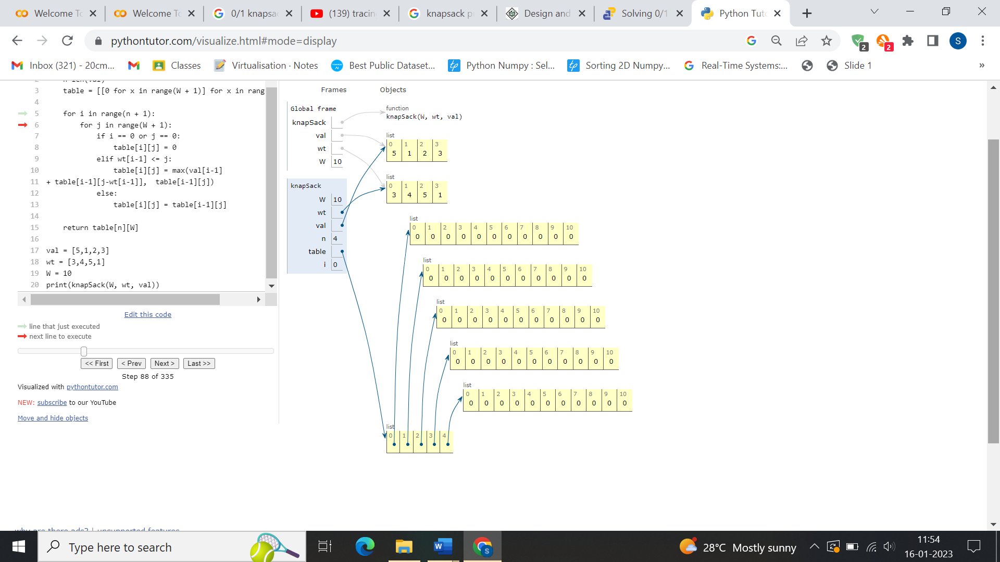 Welcome To
Welcome To
0/1 knapsa
(139) tracin
knapsack p
Design and
Solving 0/1
Python Tut
pythontutor.com/visualize.html#mode=display
2
2
S
Inbox (321) - 20cm...
Classes
Virtualisation · Notes
Best Public Dataset...
Python Numpy : Sel...
Sorting 2D Numpy...
Real-Time Systems:...
Slide 1
»
3 table = [[0 for x in range(W + 1)] for x in rang
4
5 for i in range(n + 1):
6 for j in range(W + 1):
7 if i == 0 or j == 0:
8 table[i][j] = 0
9 elif wt[i-1] <= j:
10 table[i][j] = max(val[i-1]
11 + table[i-1][j-wt[i-1]],  table[i-1][j])
12 else:
13 table[i][j] = table[i-1][j]
14
15 return table[n][W]
16
17 val = [5,1,2,3]
18 wt = [3,4,5,1]
19 W = 10
20 print(knapSack(W, wt, val))
Edit this code
line that just executed
next line to execute
<< First < Prev Next > Last >>
Step 88 of 335
Visualized with pythontutor.com
NEW: subscribe to our YouTube
Move and hide objects
Frames Objects
Global frame
knapSack
val
wt
W 10
knapSack
W 10
wt
val
n 4
table
i 0
function
knapSack(W, wt, val)
list
0 1 2 3
5 1 2 3
list
0 1 2 3
3 4 5 1
list
0 1 2 3 4 5 6 7 8 9 10
0 0 0 0 0 0 0 0 0 0 0
list
0 1 2 3 4 5 6 7 8 9 10
0 0 0 0 0 0 0 0 0 0 0
list
0 1 2 3 4 5 6 7 8 9 10
0 0 0 0 0 0 0 0 0 0 0
list
0 1 2 3 4 5 6 7 8 9 10
0 0 0 0 0 0 0 0 0 0 0
list
0 1 2 3 4 5 6 7 8 9 10
0 0 0 0 0 0 0 0 0 0 0
list
0 1 2 3 4
why are there ads? | unsupported features
Type here to search
28°C Mostly sunny
11:54
16-01-2023